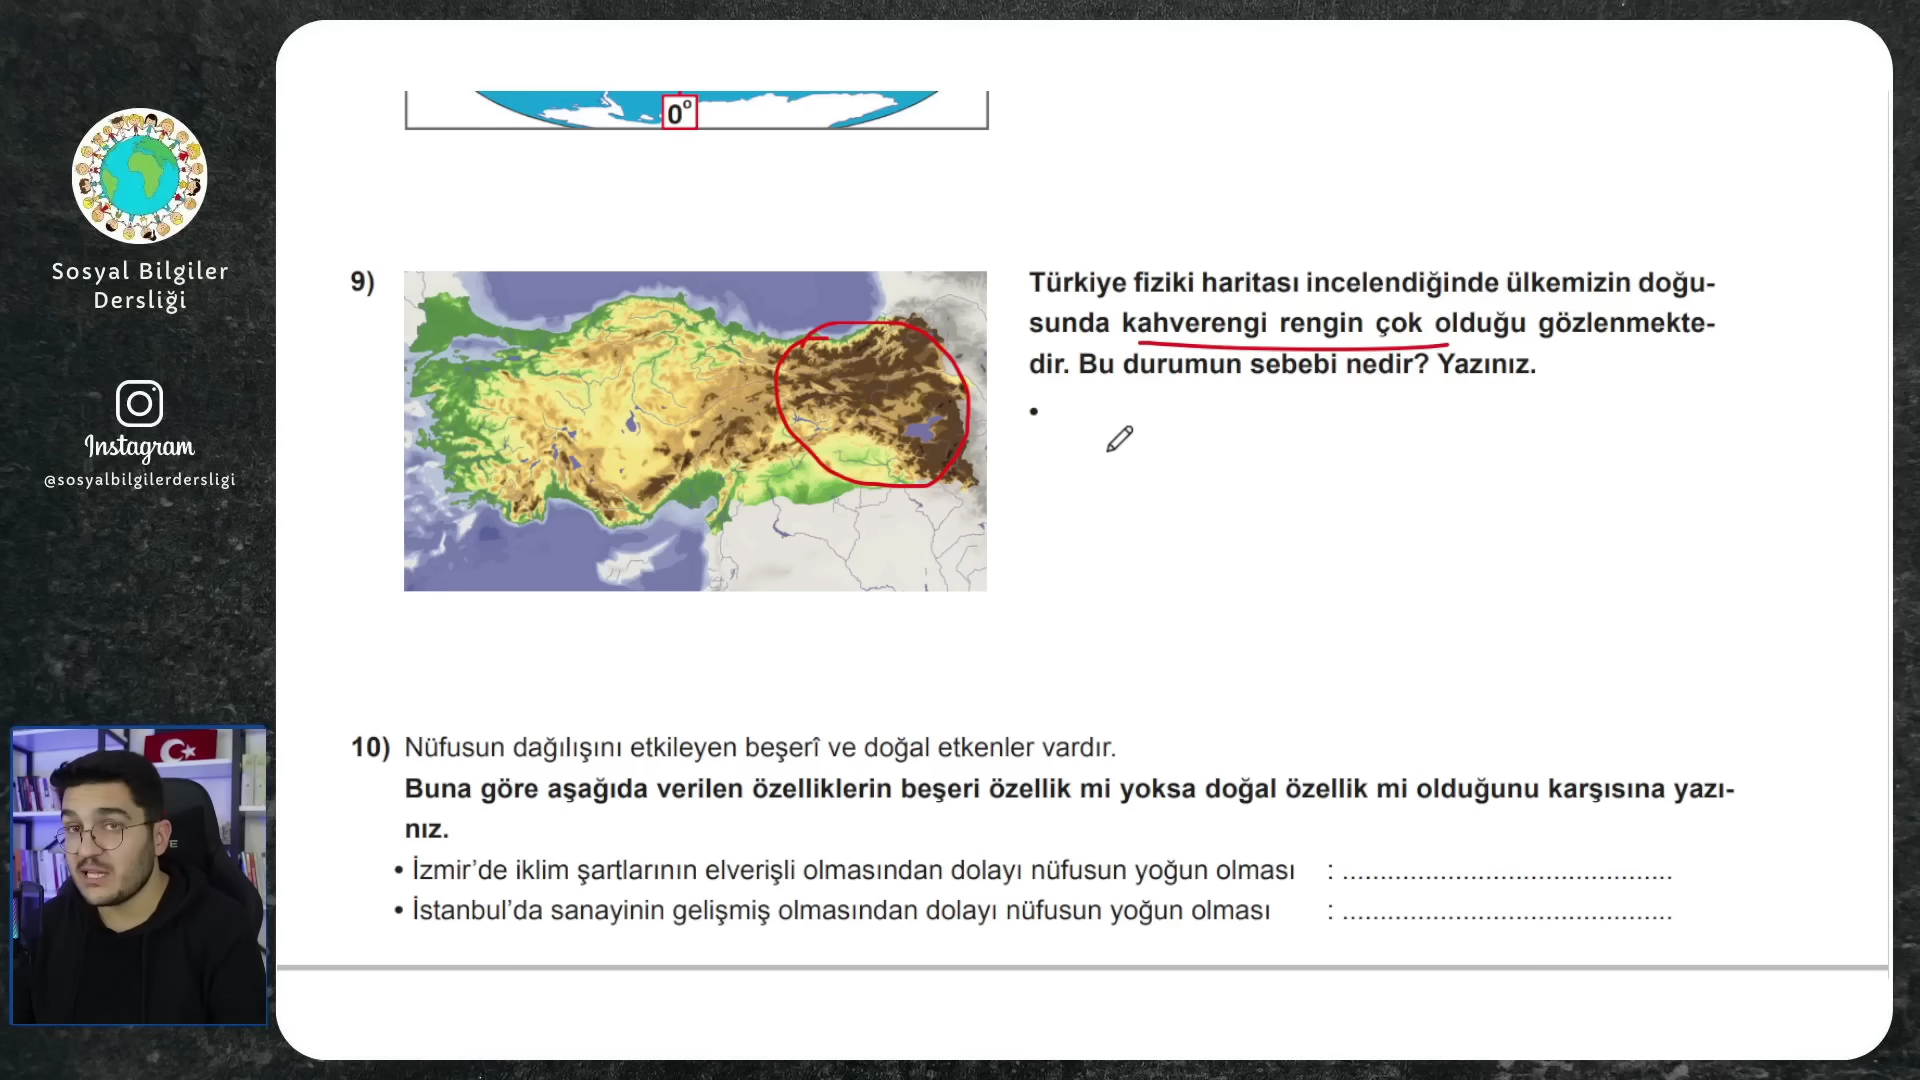 Sosyal Bilgiler
Dersliği
Instagram
@sosyalbilgilerdersligi
0°
9)
Türkiye fiziki haritası incelendiğinde ülkemizin doğu-
sunda kahverengi rengin çok olduğu gözlenmekte-
dir. Bu durumun sebebi nedir? Yazınız.
•
10) Nüfusun dağılışını etkileyen beşerî ve doğal etkenler vardır.
Buna göre aşağıda verilen özelliklerin beşeri özellik mi yoksa doğal özellik mi olduğunu karşısına yazı-
nız.
• İzmir’de iklim şartlarının elverişli olmasından dolayı nüfusun yoğun olması : ............................................
• İstanbul’da sanayinin gelişmiş olmasından dolayı nüfusun yoğun olması : ............................................